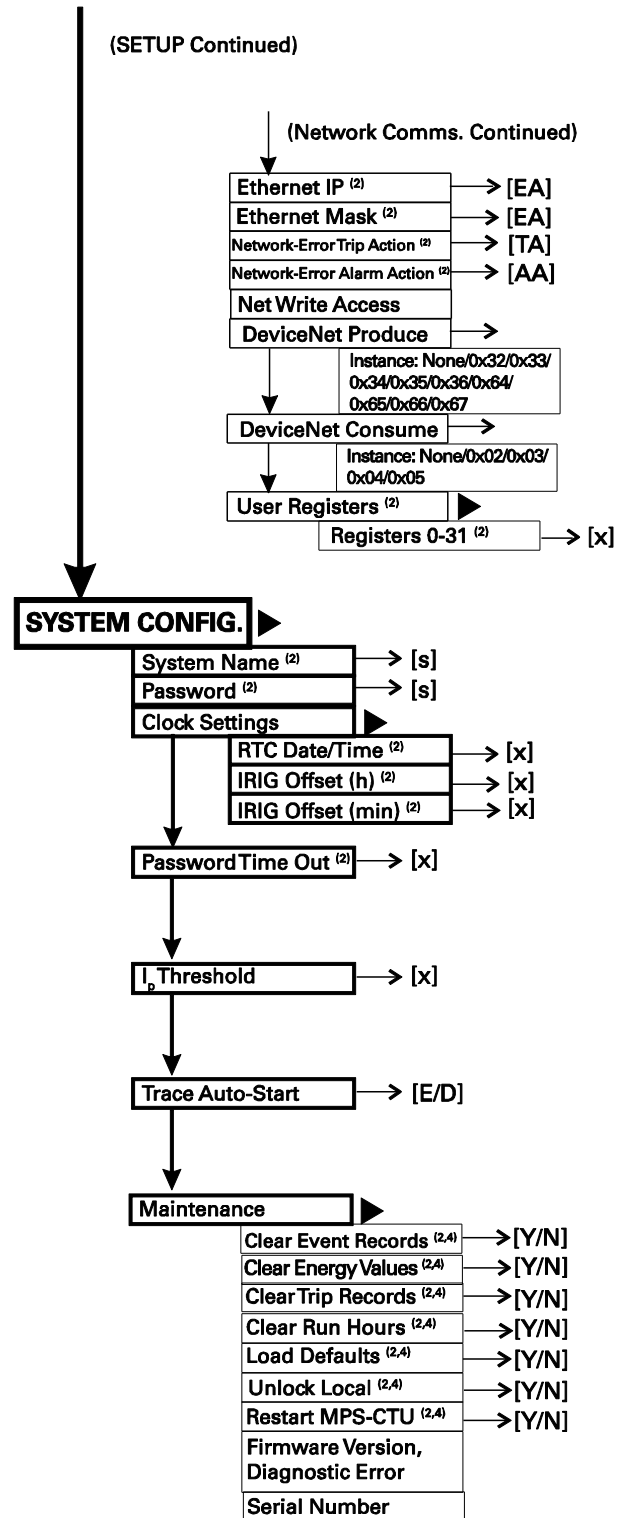 (SETUP Continued)
(Network Comms. Continued)
Ethernet IP (2) [EA]
Ethernet Mask (2) [EA]
Network-Error Trip Action (2) [TA]
Network-Error Alarm Action (2) [AA]
Net Write Access
DeviceNet Produce
Instance: None/0x32/0x33/
0x34/0x35/0x36/0x64/
0x65/0x66/0x67
DeviceNet Consume
Instance: None/0x02/0x03/
0x04/0x05
User Registers (2)
Registers 0-31 (2) [x]
SYSTEM CONFIG.
System Name (2) [s]
Password (2) [s]
Clock Settings
RTC Date/Time (2) [x]
IRIG Offset (h) (2) [x]
IRIG Offset (min) (2) [x]
Password Time Out (2) [x]
Ip Threshold [x]
Trace Auto-Start [E/D]
Maintenance
Clear Event Records (2,4) [Y/N]
Clear Energy Values (2,4) [Y/N]
Clear Trip Records (2,4) [Y/N]
Clear Run Hours (2,4) [Y/N]
Load Defaults (2,4) [Y/N]
Unlock Local (2,4) [Y/N]
Restart MPS-CTU (2,4) [Y/N]
Firmware Version,
Diagnostic Error
Serial Number